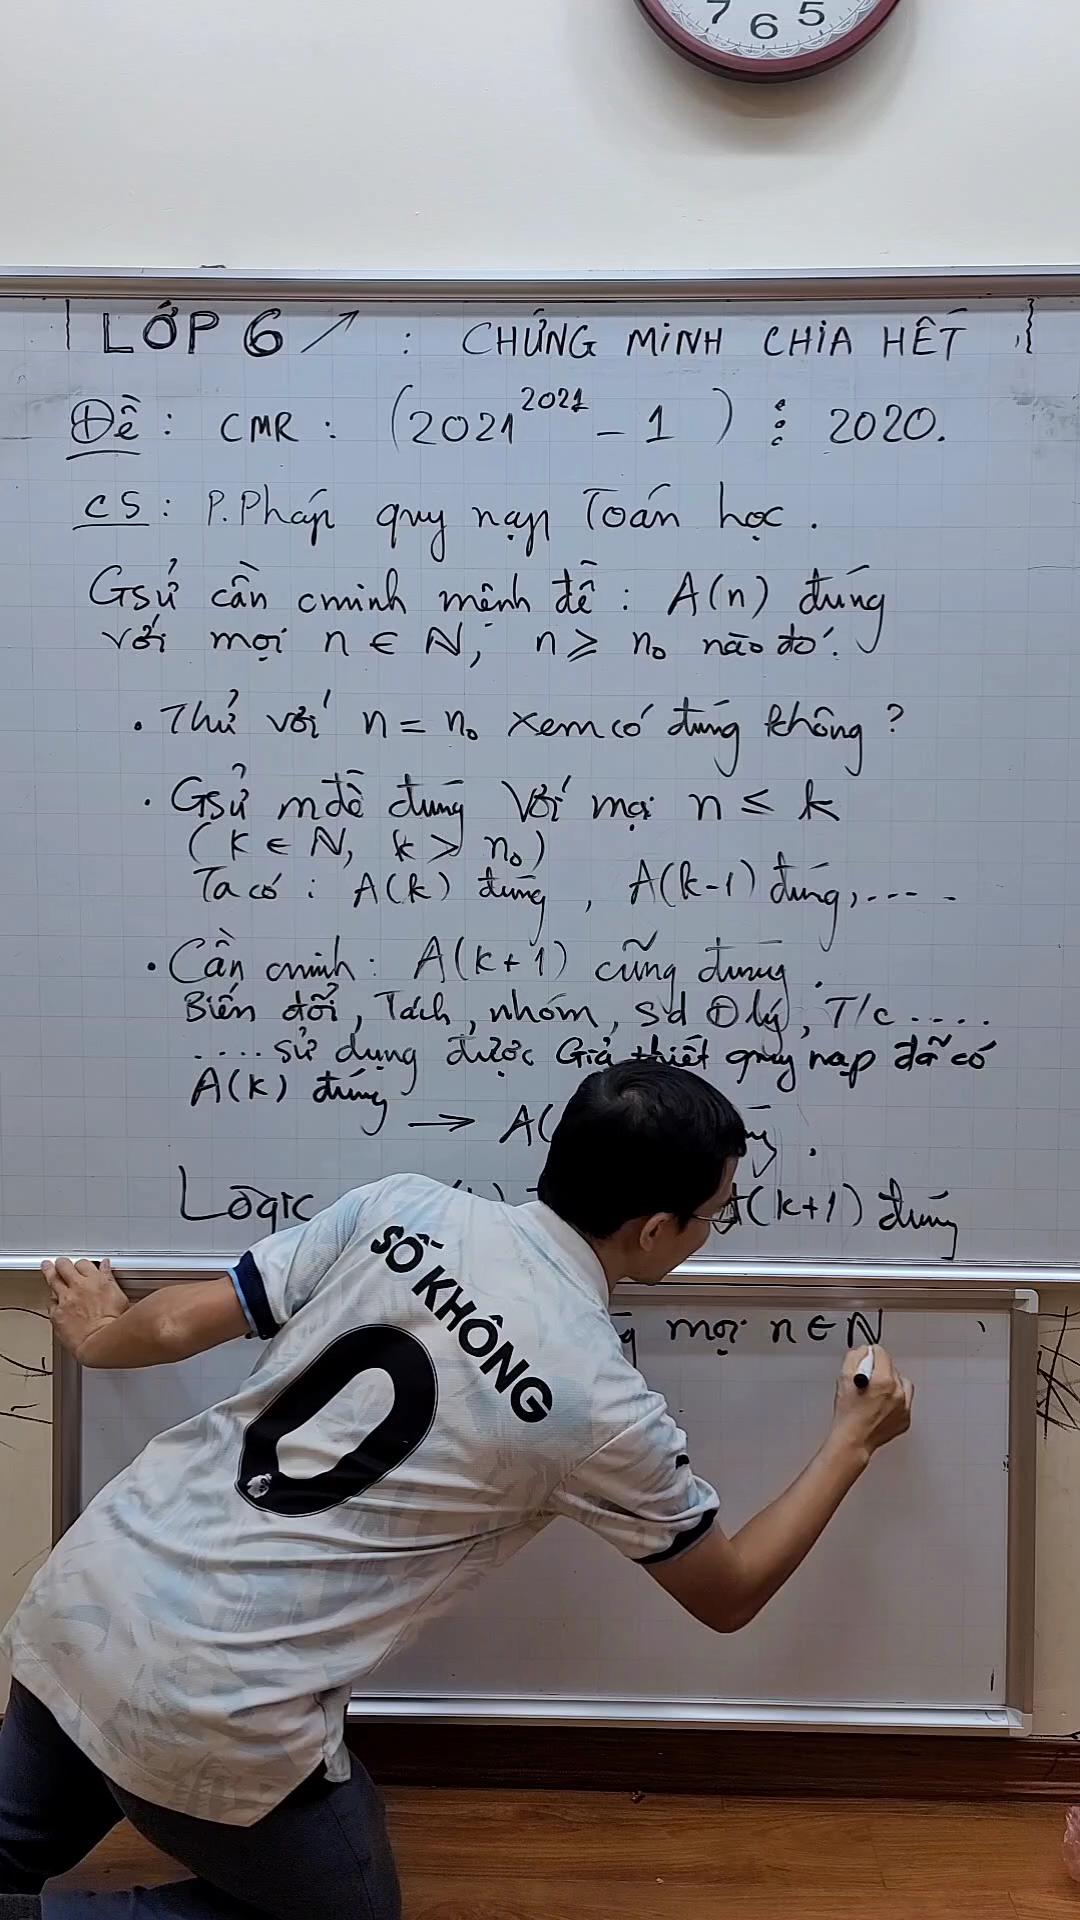 7 6 5
LỚP 6 ↗ : CHỨNG MINH CHIA HẾT
Đề: CMR: (2021^2021 - 1) ⋮ 2020.
CS: P.Pháp quy nạp Toán học.
Gsử cần cminh mệnh đề: A(n) đúng
với mọi n ∈ N, n ≥ n₀ nào đó.
. Thử với n = n₀ xem có đúng không?
. Gsử mđề đúng với mọi n ≤ k
(k ∈ N, k > n₀)
Ta có: A(k) đúng, A(k-1) đúng,....
. Cần cminh: A(k+1) cũng đúng.
Biến đổi, Tách, nhóm, sd Đlý, T/c ....
.... sử dụng được Giả thiết quy nạp đã có
A(k) đúng
→ A(
Logic (k+1) đúng
mọi n ∈ N
SỐ KHÔNG
0